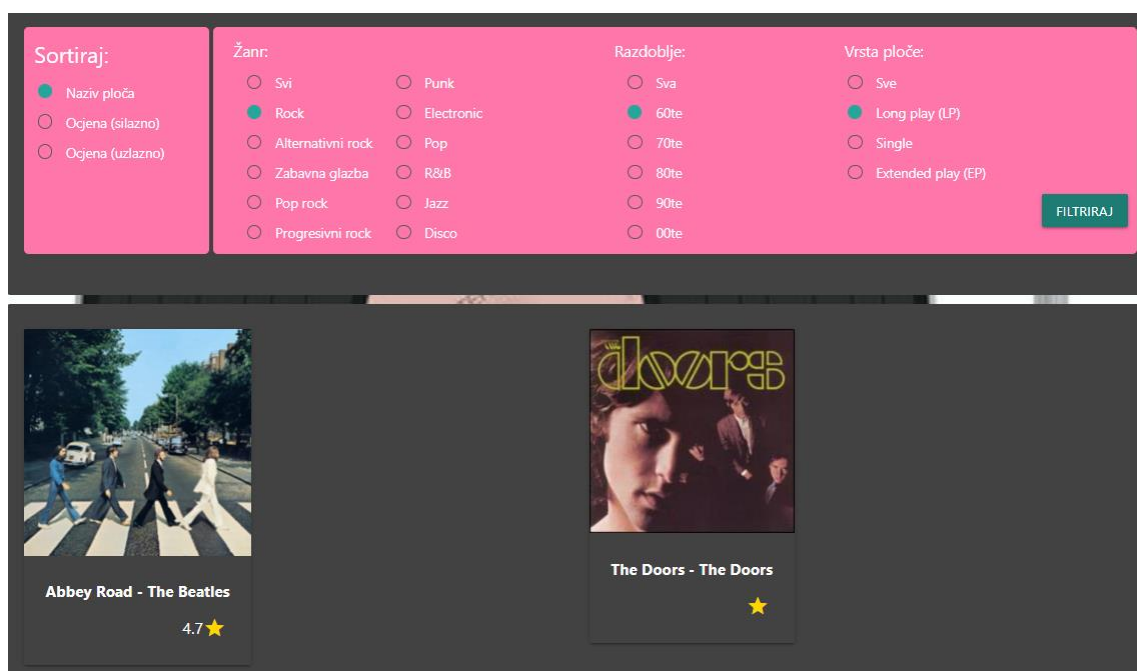 Sortiraj:
Naziv ploča
Ocjena (silazno)
Ocjena (uzlazno)
Žanr:
Svi
Rock
Alternativni rock
Zabavna glazba
Pop rock
Progresivni rock
Punk
Electronic
Pop
R&B
Jazz
Disco
Razdoblje:
Sva
60te
70te
80te
90te
00te
Vrsta ploče:
Sve
Long play (LP)
Single
Extended play (EP)
FILTRIRAJ
Abbey Road - The Beatles
4.7
THE
doors
The Doors - The Doors